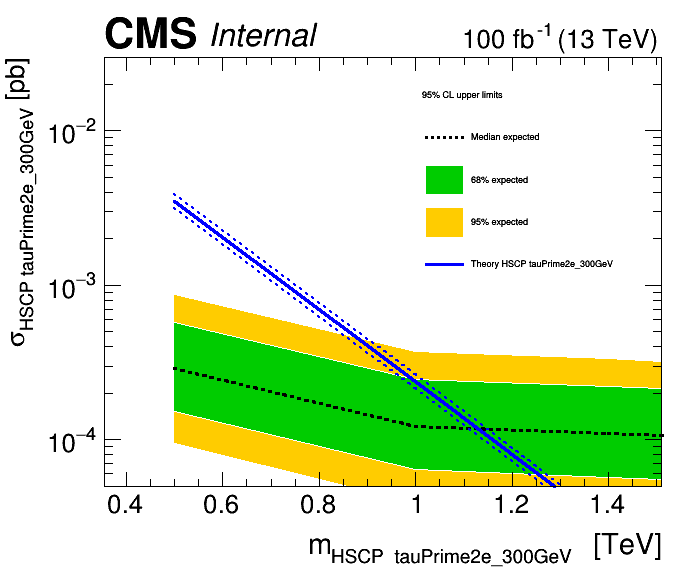 CMS Internal 100 fb⁻¹ (13 TeV)
σHSCP tauPrime2e_300GeV [pb]
95% CL upper limits
Median expected
68% expected
95% expected
Theory HSCP tauPrime2e_300GeV
10⁻²
10⁻³
10⁻⁴
0.4 0.6 0.8 1 1.2 1.4
mHSCP tauPrime2e_300GeV [TeV]